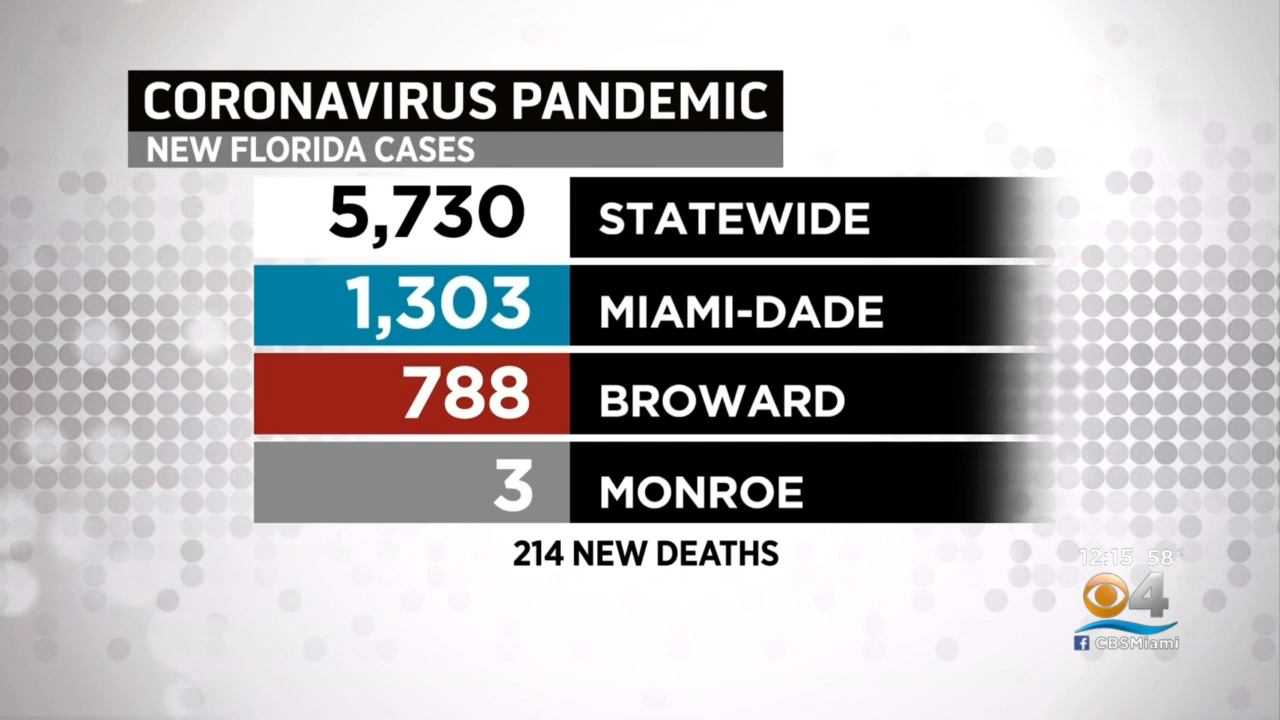 CORONAVIRUS PANDEMIC
NEW FLORIDA CASES
5,730 STATEWIDE
1,303 MIAMI-DADE
788 BROWARD
3 MONROE
214 NEW DEATHS
12:15 58°
4
CBSMiami